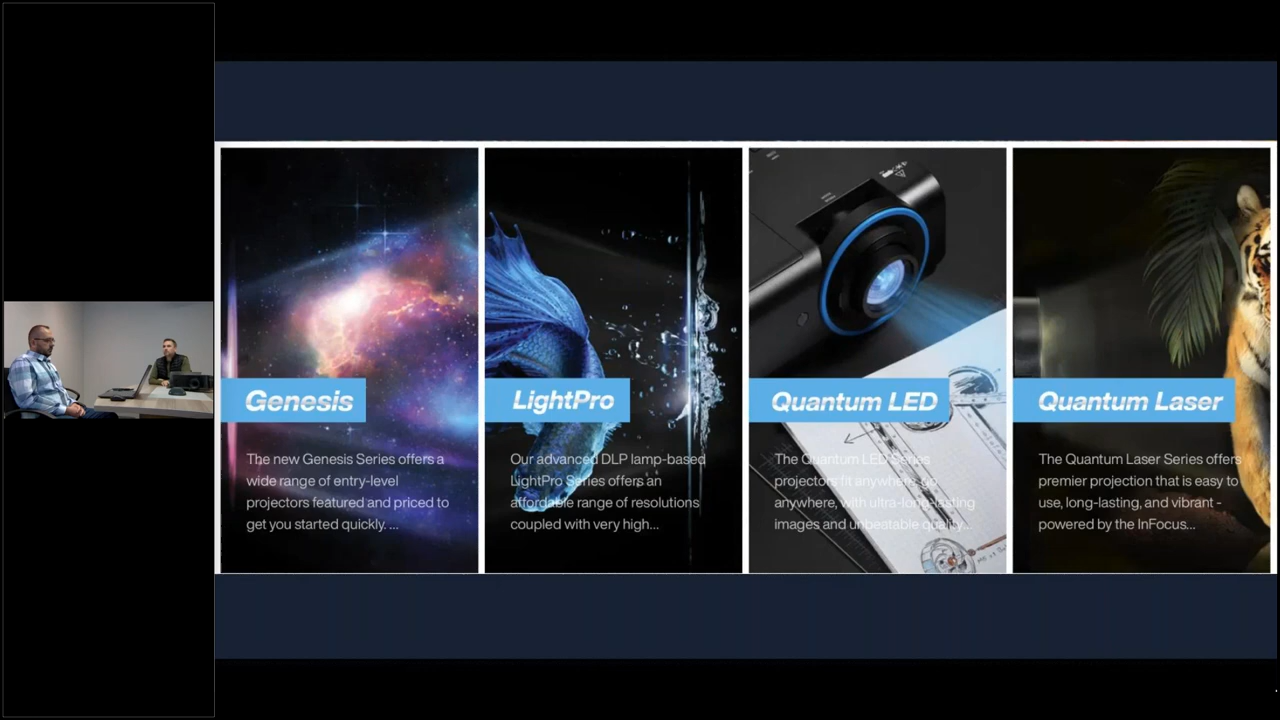 Genesis
The new Genesis Series offers a
wide range of entry-level
projectors featured and priced to
get you started quickly. ...
LightPro
Our advanced DLP lamp-based
LightPro Series offers an
affordable range of resolutions
coupled with very high...
Quantum LED
The Quantum LED Series
projectors fit anywhere, go
anywhere, with ultra-long-lasting
images and unbeatable quality...
Quantum Laser
The Quantum Laser Series offers
premier projection that is easy to
use, long-lasting, and vibrant -
powered by the InFocus...